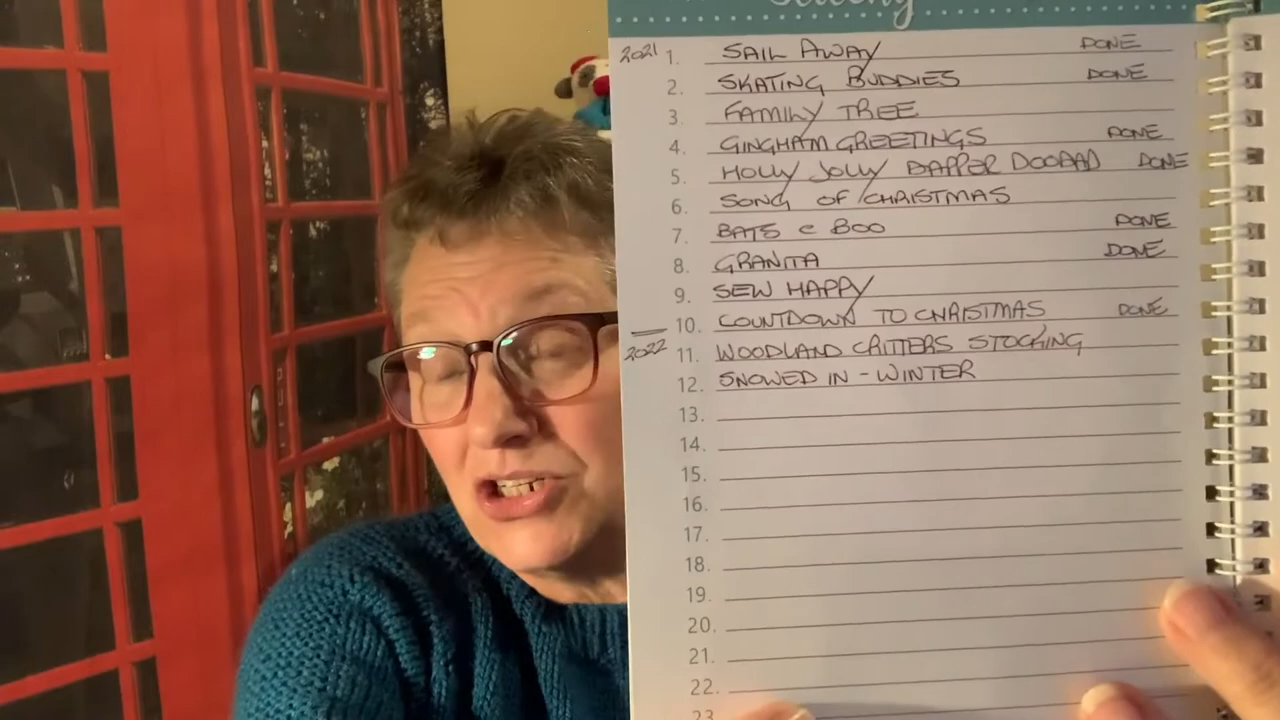 2021 1. SAIL AWAY DONE
2. SKATING BUDDIES DONE
3. FAMILY TREE
4. GINGHAM GREETINGS DONE
5. HOLLY JOLLY DAPPER DOODAD DONE
6. SONG OF CHRISTMAS
7. BATS & BOO DONE
8. GRANITA DONE
9. SEW HAPPY
10. COUNTDOWN TO CHRISTMAS DONE
2022 11. WOODLAND CRITTERS STOCKING
12. SNOWED IN - WINTER
13.
14.
15.
16.
17.
18.
19.
20.
21.
22.
23